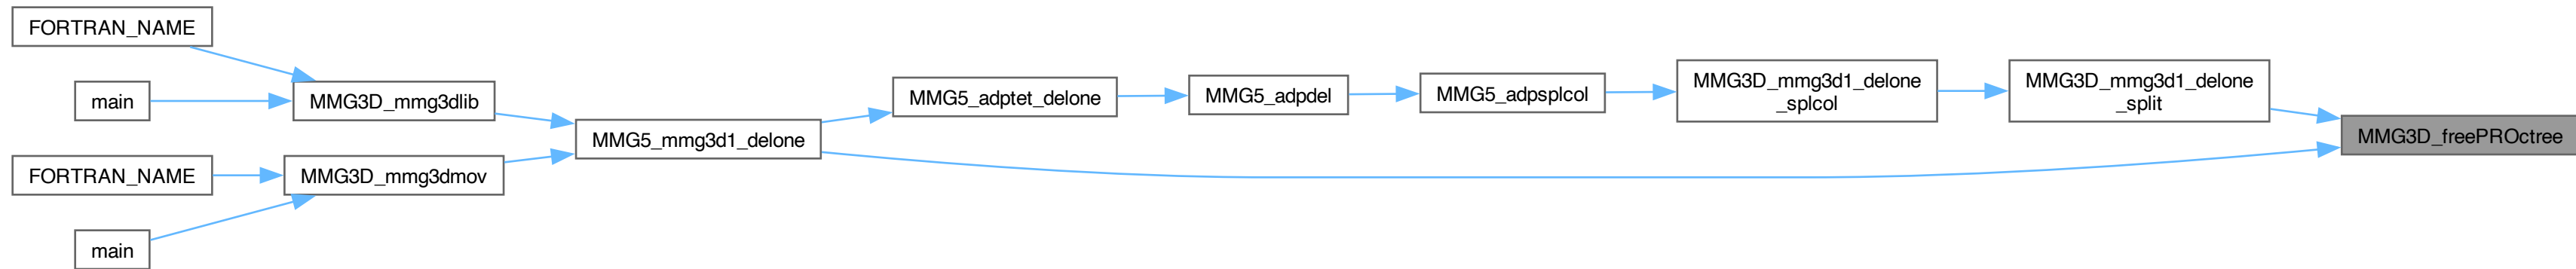 FORTRAN_NAME
main
MMG3D_mmg3dlib
FORTRAN_NAME
MMG3D_mmg3dmov
main
MMG5_mmg3d1_delone
MMG5_adptet_delone
MMG5_adpdel
MMG5_adpsplcol
MMG3D_mmg3d1_delone
_splcol
MMG3D_mmg3d1_delone
_split
MMG3D_freePROctree